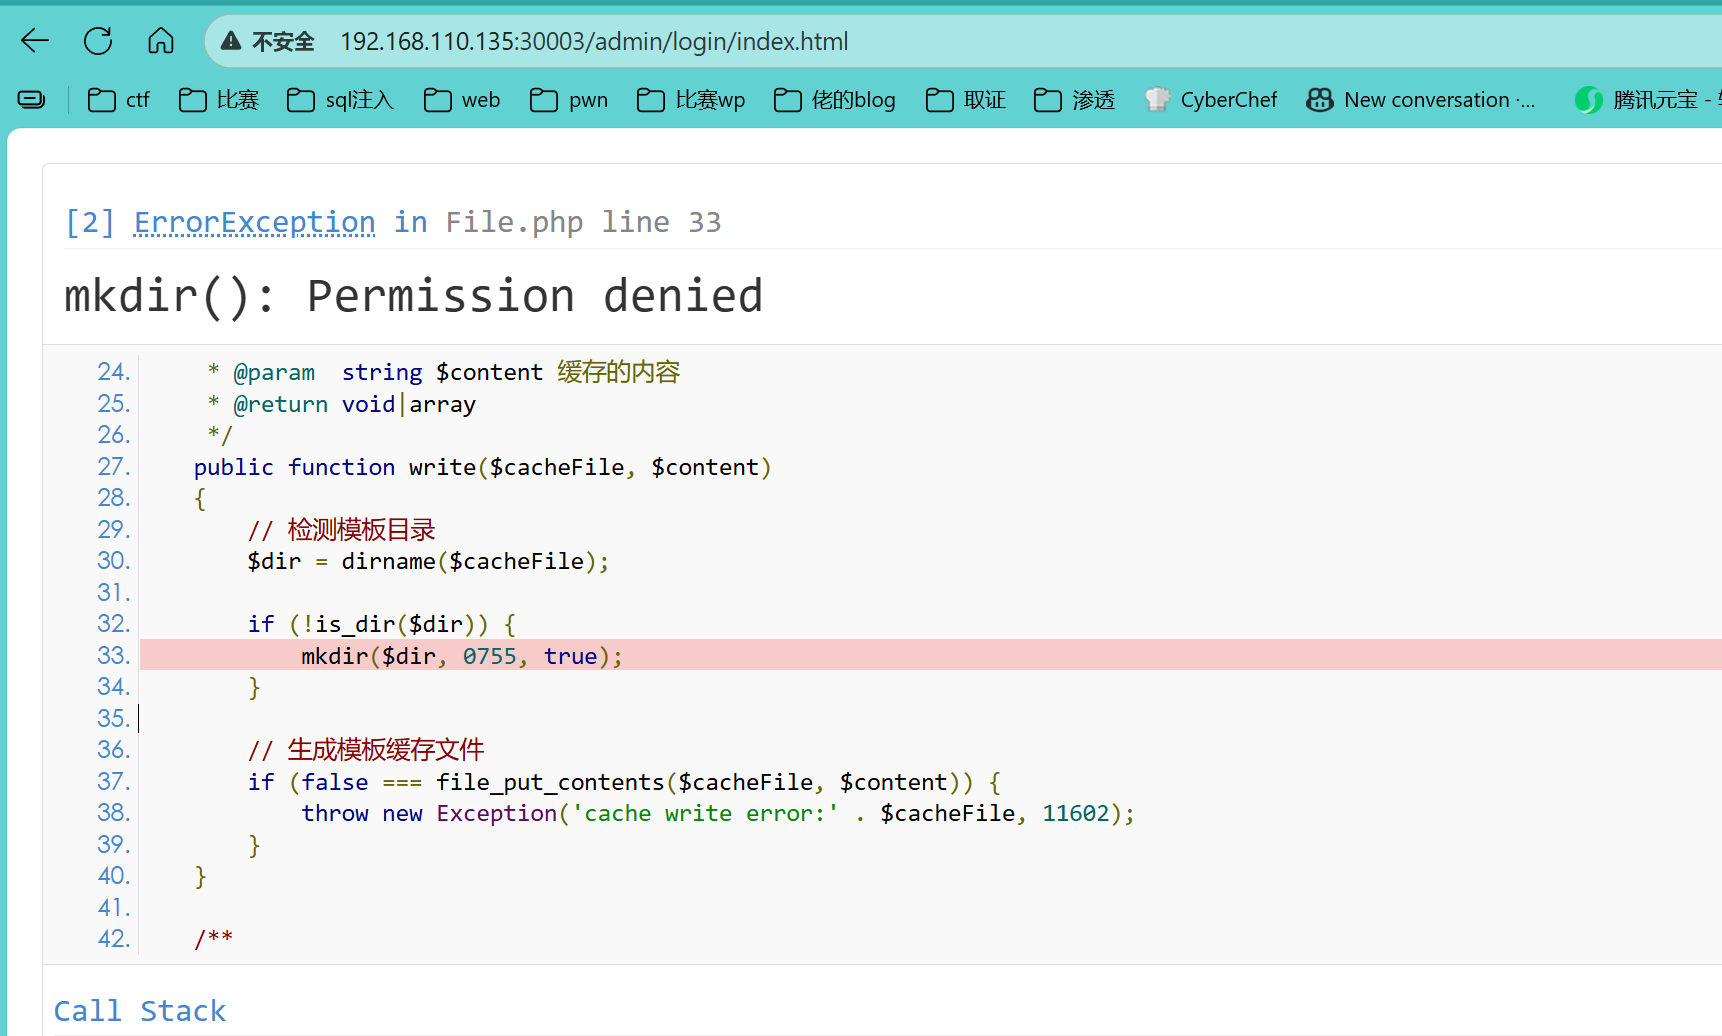 不安全 192.168.110.135:30003/admin/login/index.html
ctf 比赛 sql注入 web pwn 比赛wp 佬的blog 取证 渗透 CyberChef New conversation ·... 腾讯元宝 -
[2] ErrorException in File.php line 33
mkdir(): Permission denied
24. * @param  string $content 缓存的内容
25. * @return void|array
26. */
27. public function write($cacheFile, $content)
28. {
29. // 检测模板目录
30. $dir = dirname($cacheFile);
31.
32. if (!is_dir($dir)) {
33. mkdir($dir, 0755, true);
34. }
35.
36. // 生成模板缓存文件
37. if (false === file_put_contents($cacheFile, $content)) {
38. throw new Exception('cache write error:' . $cacheFile, 11602);
39. }
40. }
41.
42. /**
Call Stack